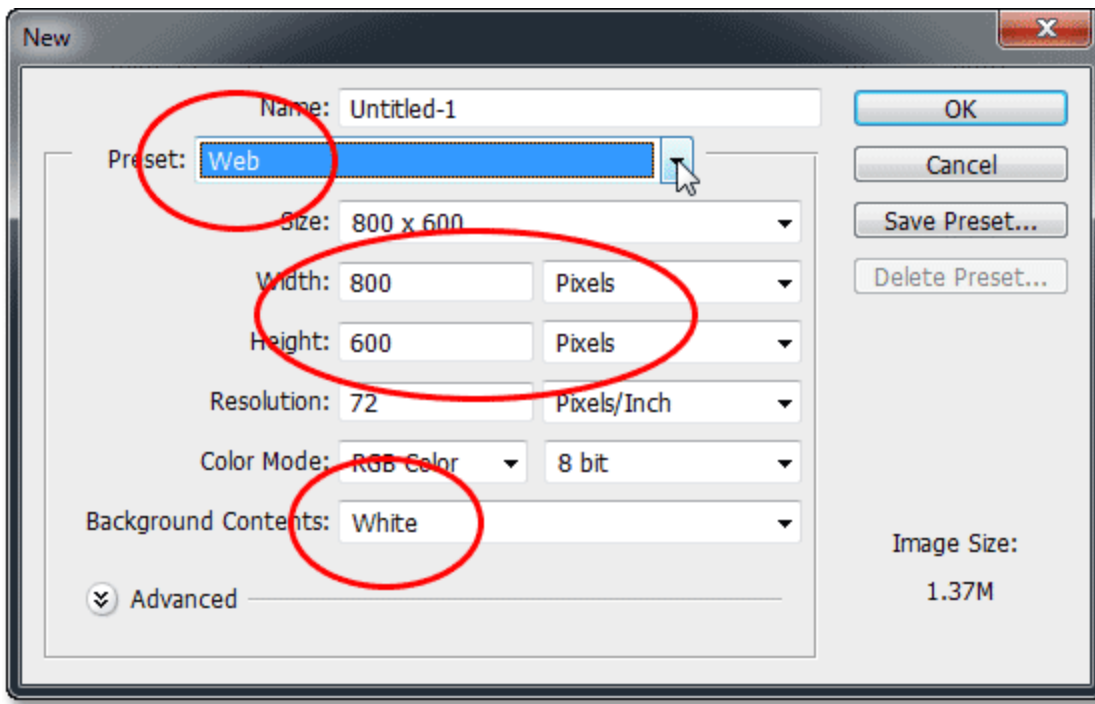 New
Name: Untitled-1
OK
Preset: Web
Cancel
Size: 800 x 600
Save Preset...
Width: 800 Pixels
Delete Preset...
Height: 600 Pixels
Resolution: 72 Pixels/Inch
Color Mode: RGB Color 8 bit
Background Contents: White
Image Size:
1.37M
Advanced